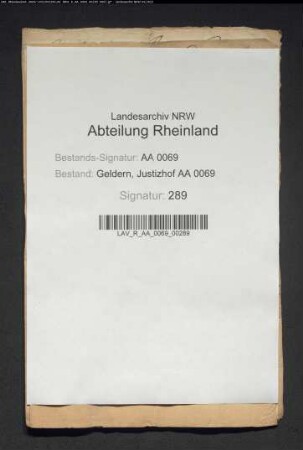 Landesarchiv NRW
Abteilung Rheinland
Bestands-Signatur: AA 0069
Bestand: Geldern, Justizhof AA 0069
Signatur: 289
LAV_R_AA_0069_00289